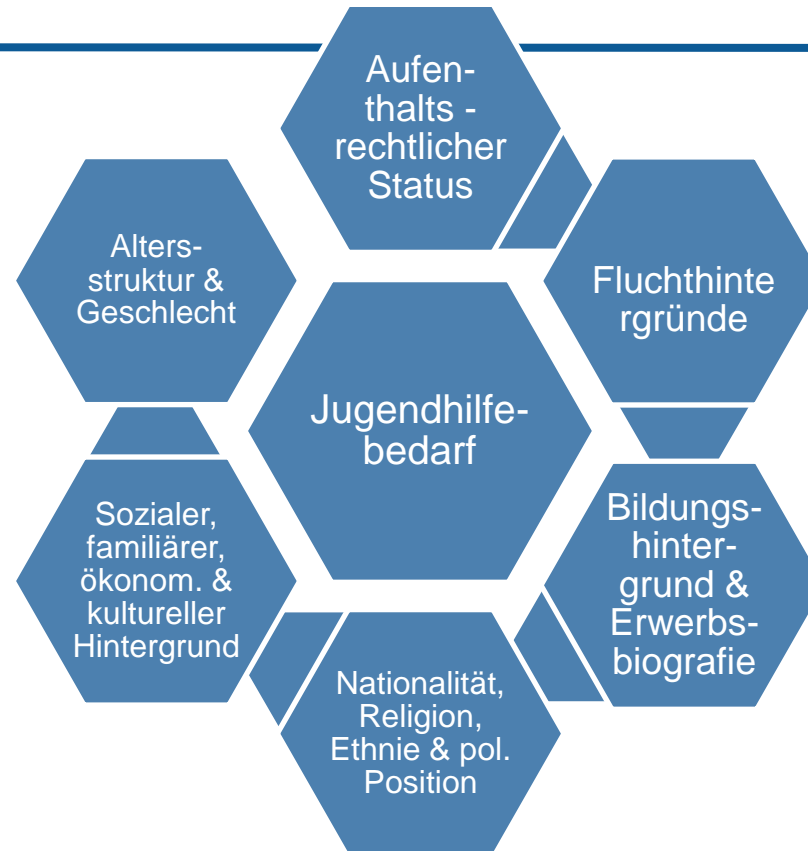 Aufen-
thalts -
rechtlicher
Status
Alters-
struktur &
Geschlecht
Fluchthinte
rgründe
Jugendhilfe-
bedarf
Sozialer,
familiärer,
ökonom. &
kultureller
Hintergrund
Bildungs-
hinter-
grund &
Erwerbs-
biografie
Nationalität,
Religion,
Ethnie & pol.
Position